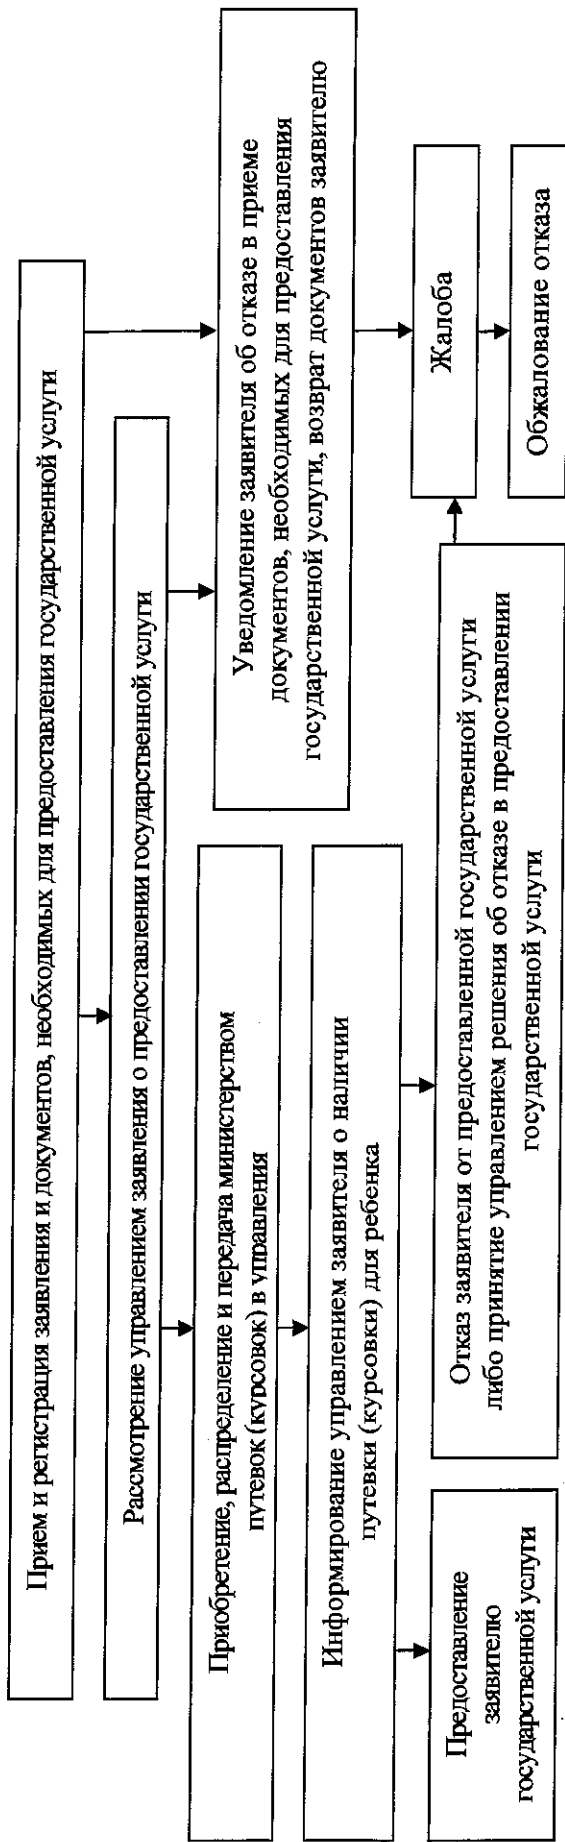 Прием и регистрация заявления и документов, необходимых для предоставления государственной услуги
Рассмотрение управлением заявления о предоставлении государственной услуги
Приобретение, распределение и передача министерством
путевок (курсовок) в управления
Уведомление заявителя об отказе в приеме
документов, необходимых для предоставления
государственной услуги, возврат документов заявителю
Информирование управлением заявителя о наличии
путевки (курсовки) для ребенка
Предоставление
заявителю
государственной услуги
Отказ заявителя от предоставленной государственной услуги
либо принятие управлением решения об отказе в предоставлении
государственной услуги
Жалоба
Обжалование отказа